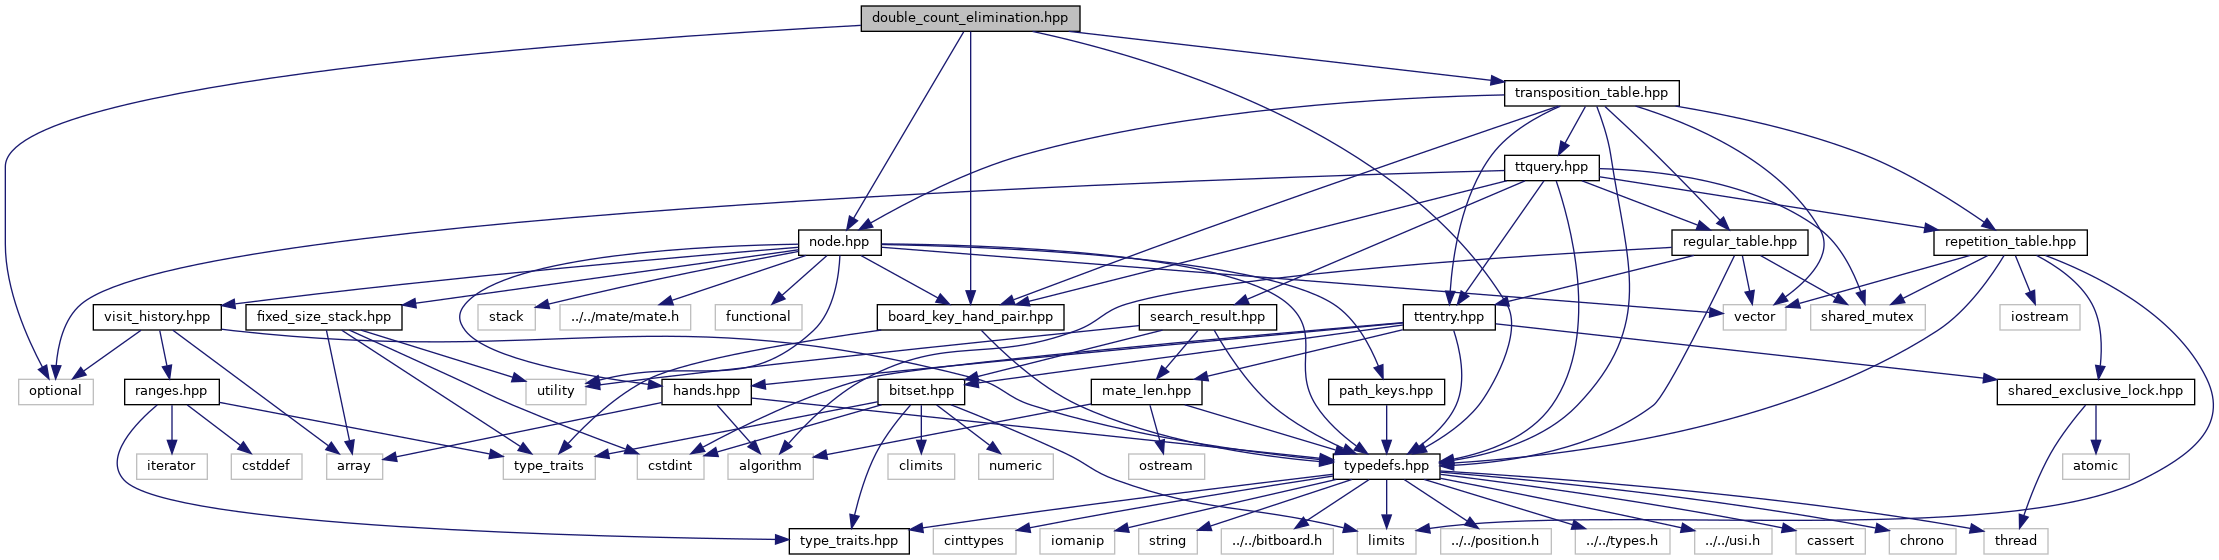 double_count_elimination.hpp
transposition_table.hpp
ttquery.hpp
node.hpp
regular_table.hpp
repetition_table.hpp
visit_history.hpp
fixed_size_stack.hpp
stack
../../mate/mate.h
functional
board_key_hand_pair.hpp
search_result.hpp
ttentry.hpp
vector
shared_mutex
iostream
optional
ranges.hpp
utility
hands.hpp
bitset.hpp
mate_len.hpp
path_keys.hpp
shared_exclusive_lock.hpp
iterator
cstddef
array
type_traits
cstdint
algorithm
climits
numeric
ostream
typedefs.hpp
atomic
type_traits.hpp
cinttypes
iomanip
string
../../bitboard.h
limits
../../position.h
../../types.h
../../usi.h
cassert
chrono
thread